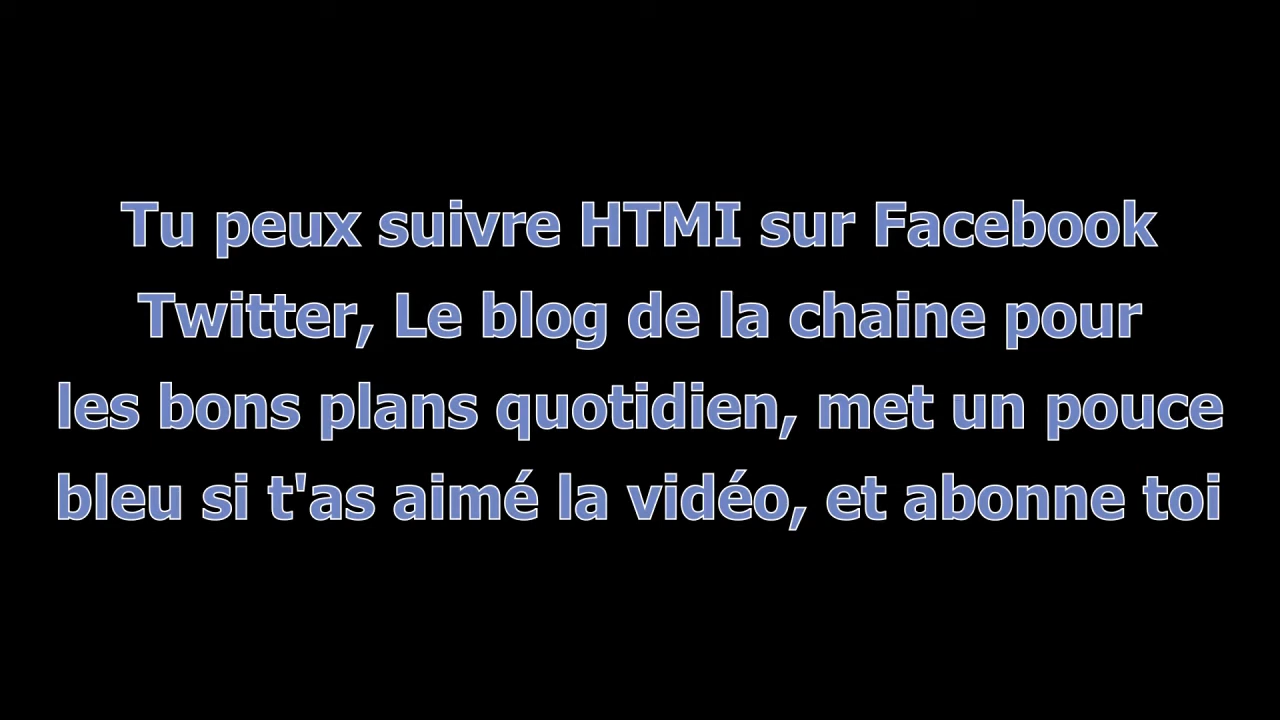 Tu peux suivre HTMI sur Facebook
Twitter, Le blog de la chaine pour
les bons plans quotidien, met un pouce
bleu si t'as aimé la vidéo, et abonne toi